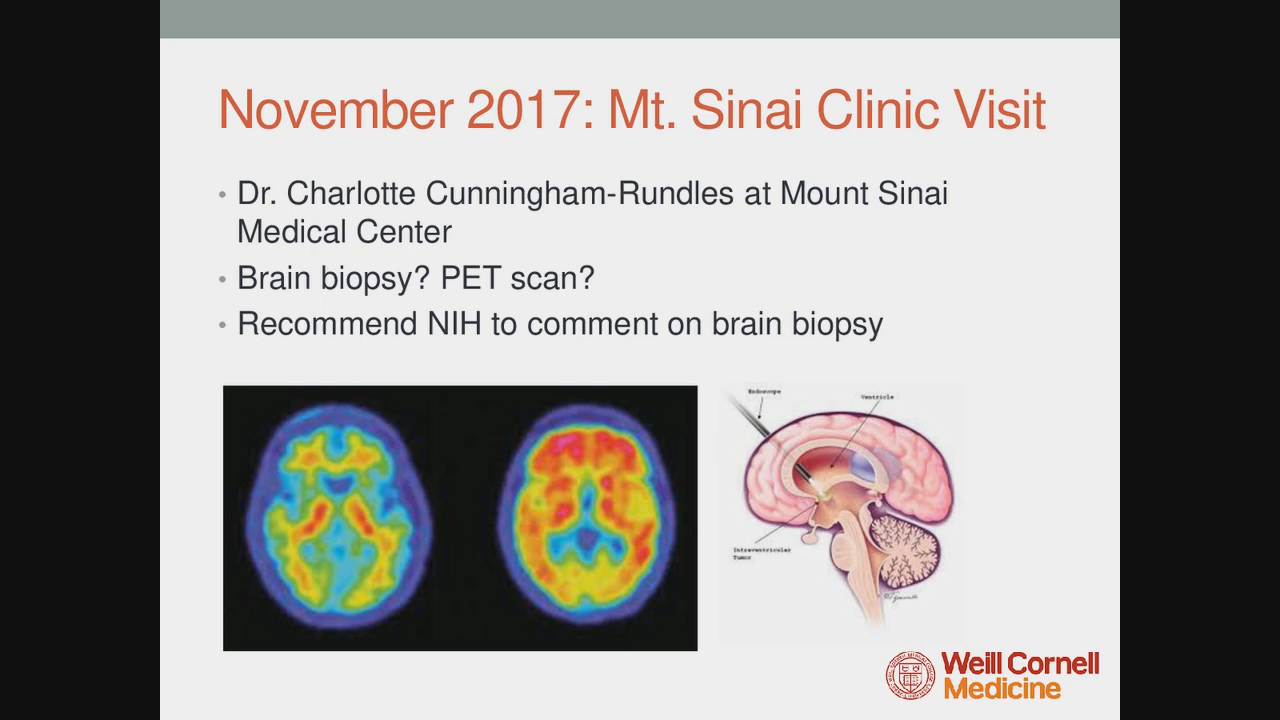 November 2017: Mt. Sinai Clinic Visit
• Dr. Charlotte Cunningham-Rundles at Mount Sinai
Medical Center
• Brain biopsy? PET scan?
• Recommend NIH to comment on brain biopsy
Endoscope
Ventricle
Intraventricular
Tumor
Weill Cornell
Medicine